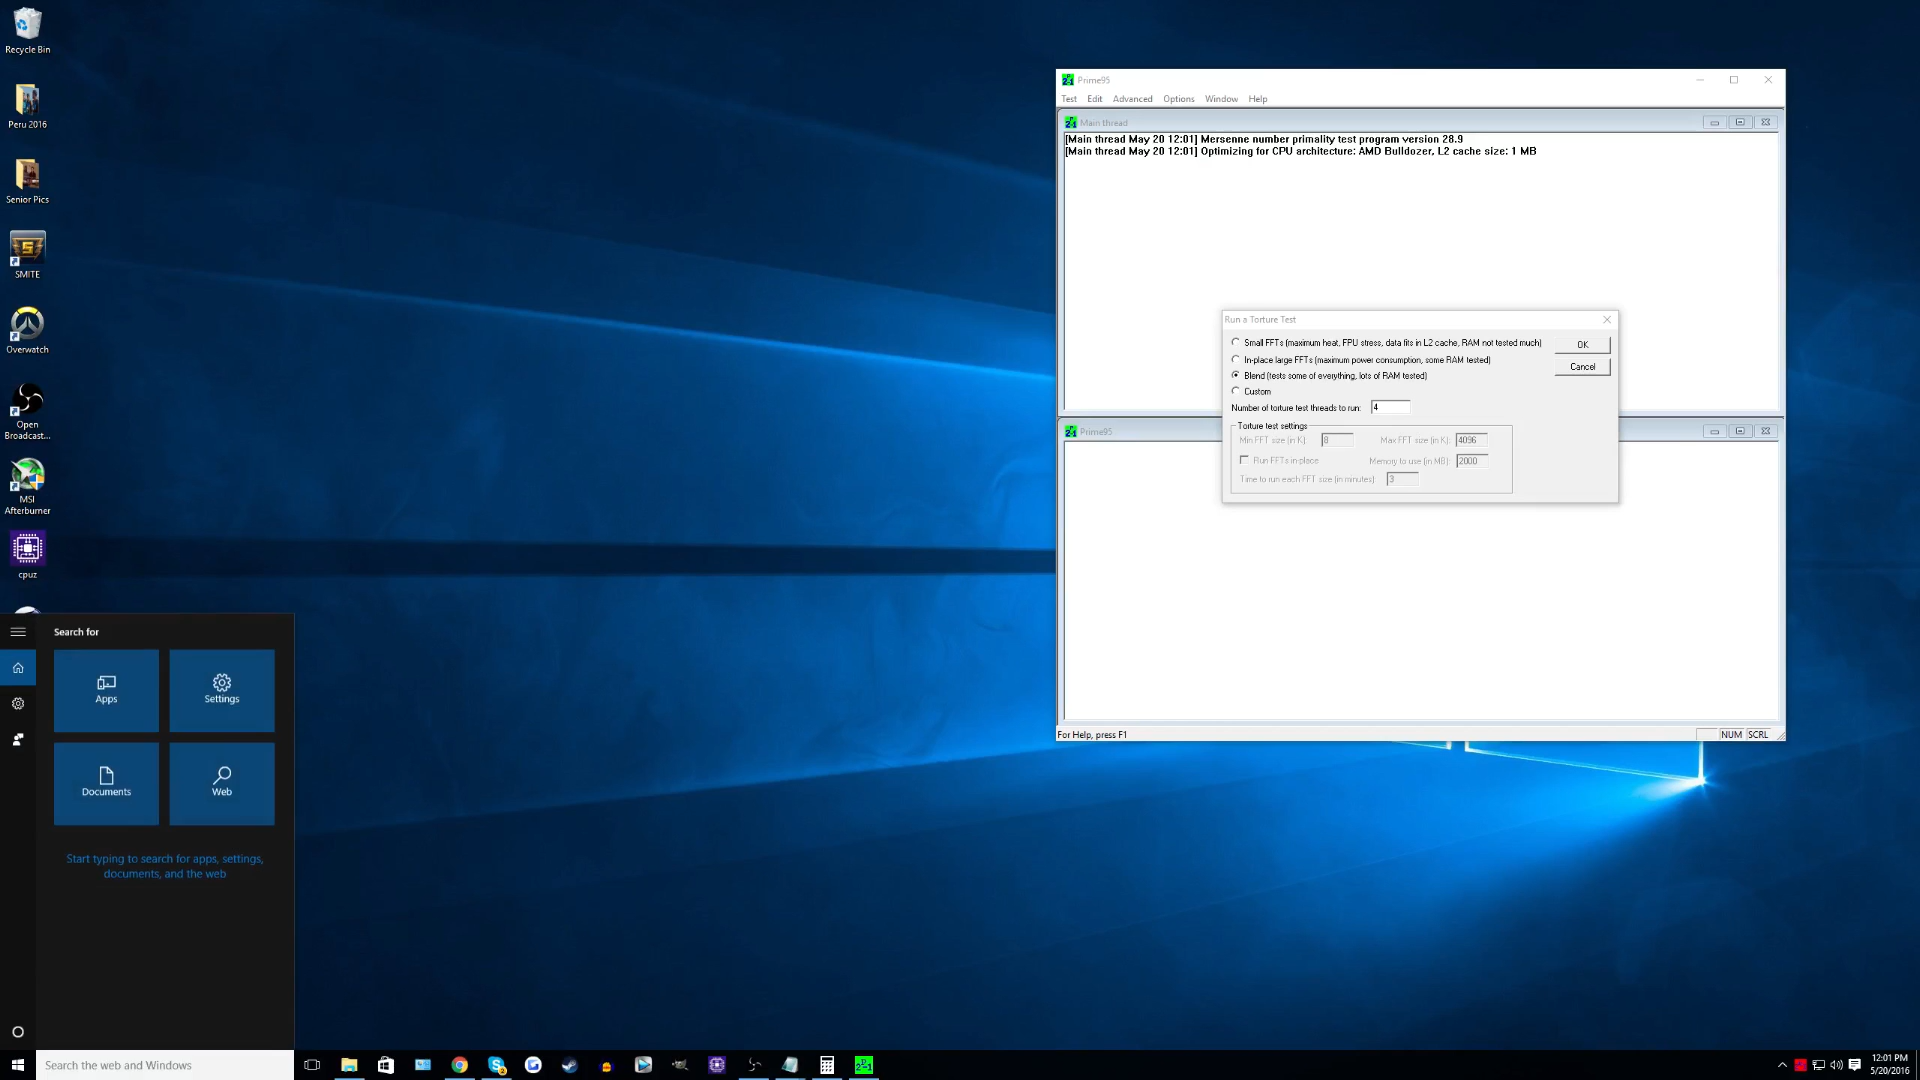 Recycle Bin
Peru 2016
Senior Pics
SMITE
Overwatch
Open
Broadcast...
MSI
Afterburner
cpuz
Prime95
Test Edit Advanced Options Window Help
Main thread
[Main thread May 20 12:01] Mersenne number primality test program version 28.9
[Main thread May 20 12:01] Optimizing for CPU architecture: AMD Bulldozer, L2 cache size: 1 MB
Run a Torture Test
Small FFTs (maximum heat, FPU stress, data fits in L2 cache, RAM not tested much)
OK
In-place large FFTs (maximum power consumption, some RAM tested)
Cancel
Blend (tests some of everything, lots of RAM tested)
Custom
Number of torture test threads to run: 4
Torture test settings
Min FFT size (in K): 8 Max FFT size (in K): 4096
Run FFTs in-place Memory to use (in MB): 2000
Time to run each FFT size (in minutes): 3
Prime95
For Help, press F1
NUM SCRL
Search for
Apps
Settings
Documents
Web
Start typing to search for apps, settings,
documents, and the web
Search the web and Windows
12:01 PM
5/20/2016